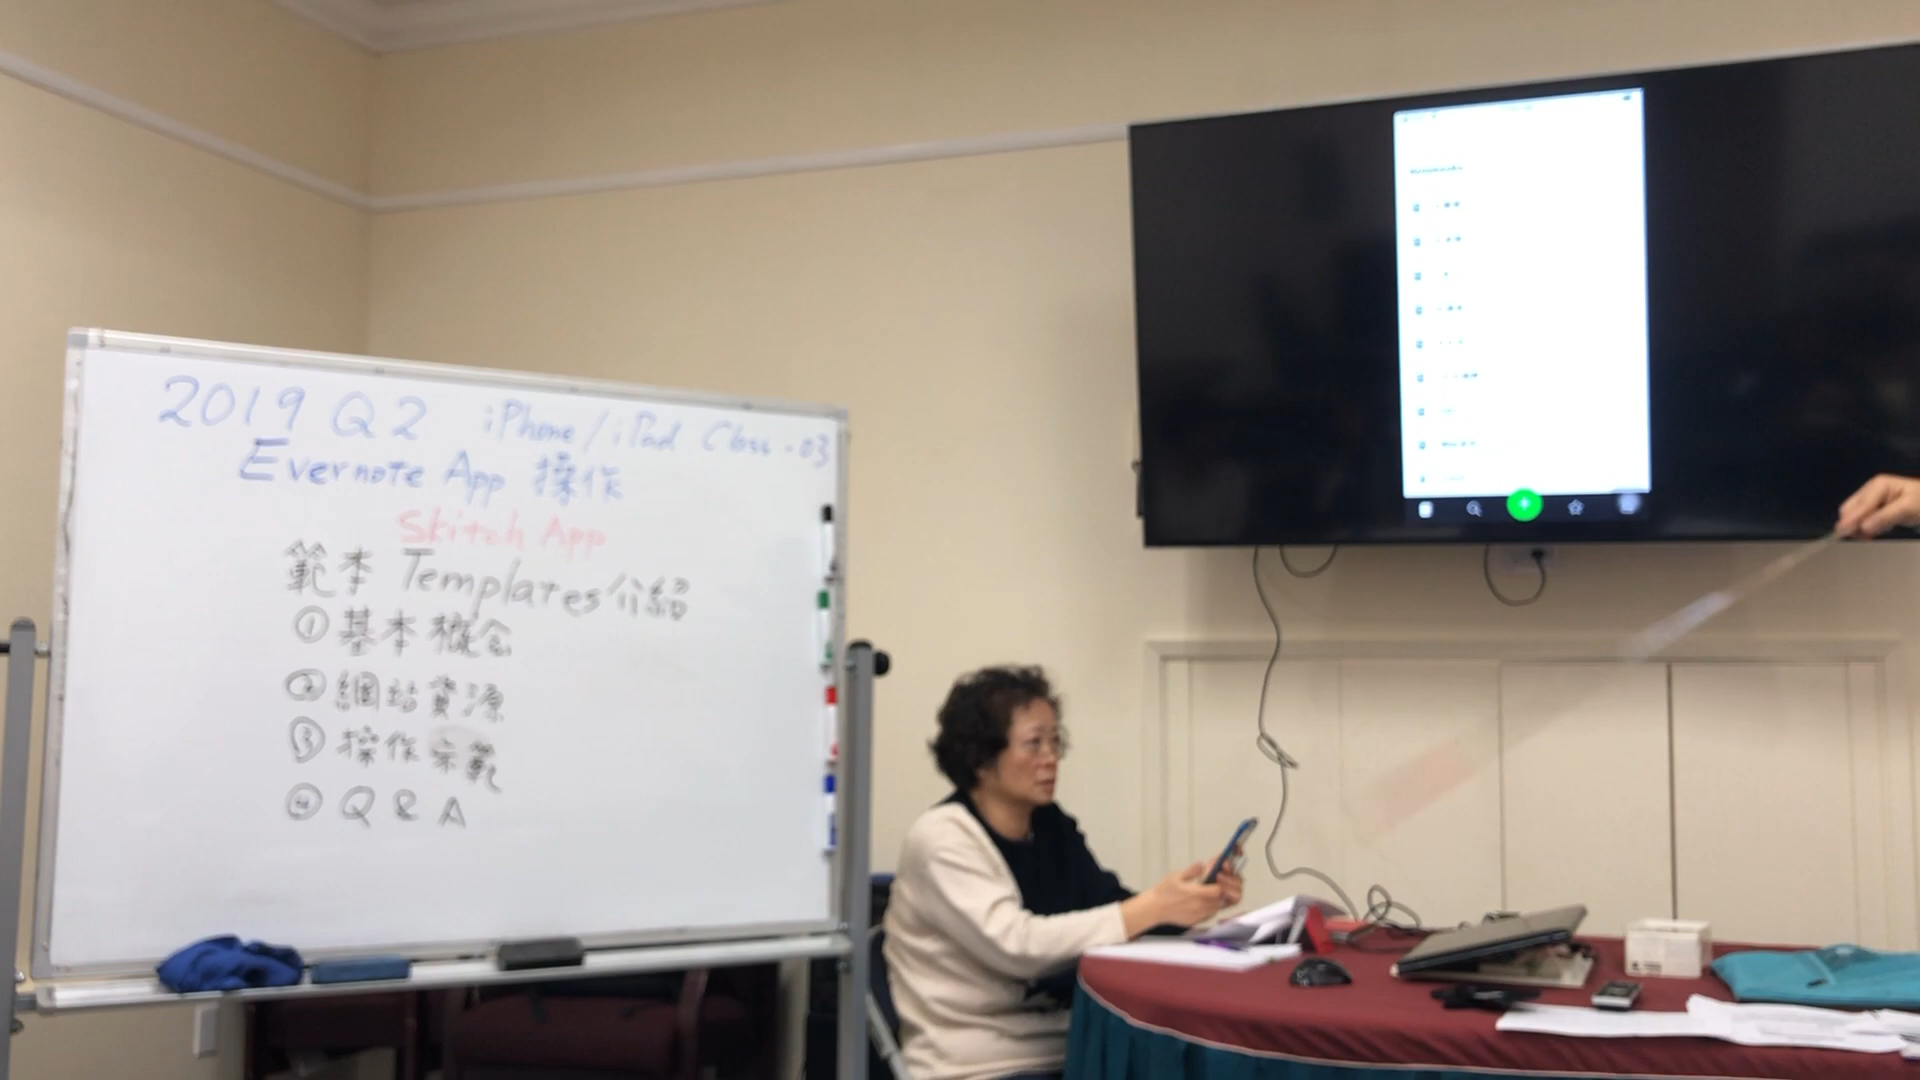 2019 Q2 iPhone/iPad Class-03
Evernote App 操作
Skitch App
範本 Templates 介紹
① 基本概念
② 網站資源
③ 操作示範
④ Q & A